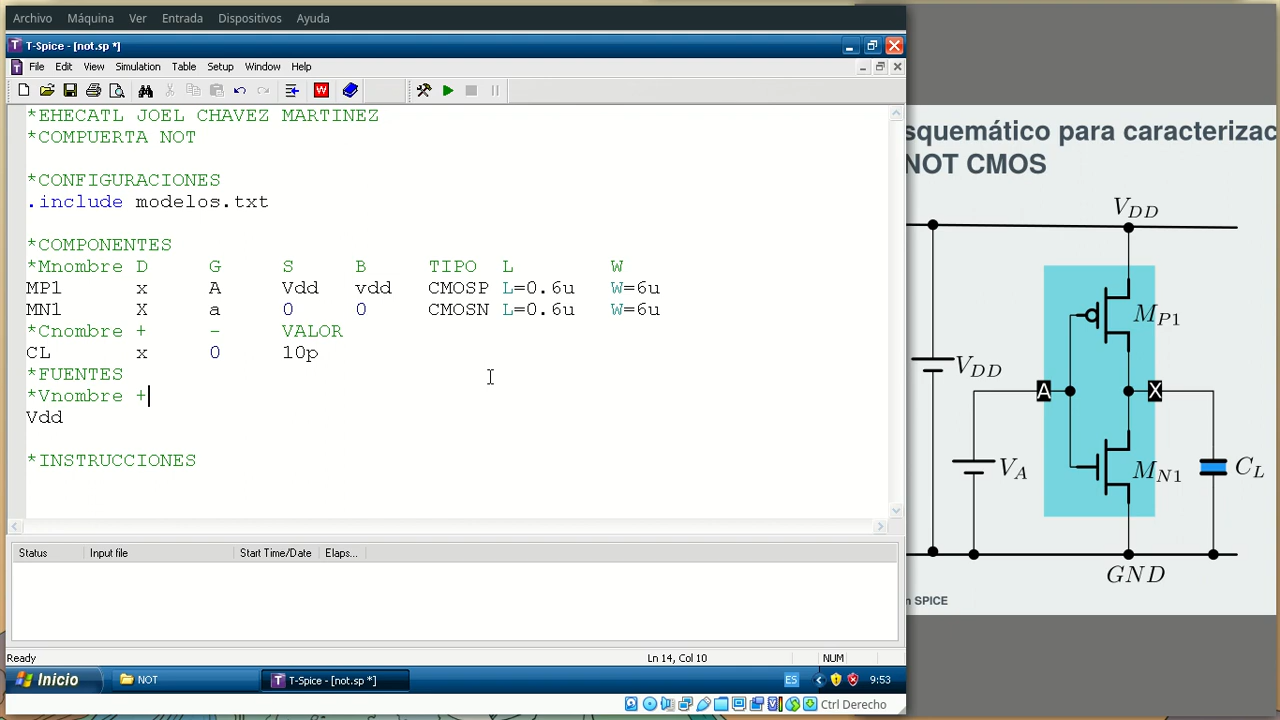 Archivo Máquina Ver Entrada Dispositivos Ayuda
T-Spice - [not.sp *]
File Edit View Simulation Table Setup Window Help
*EHECATL JOEL CHAVEZ MARTINEZ
*COMPUERTA NOT
*CONFIGURACIONES
.include modelos.txt
*COMPONENTES
*Mnombre D G S B TIPO L W
MP1 x A Vdd vdd CMOSP L=0.6u W=6u
MN1 X a 0 0 CMOSN L=0.6u W=6u
*Cnombre + - VALOR
CL x 0 10p
*FUENTES
*Vnombre +
Vdd
*INSTRUCCIONES
Status Input file Start Time/Date Elaps...
Ready Ln 14, Col 10 NUM
Inicio NOT T-Spice - [not.sp *] ES 9:53
Ctrl Derecho
squemático para caracterizac
NOT CMOS
VDD
MP1
VDD
A X
VA MN1 CL
GND
n SPICE